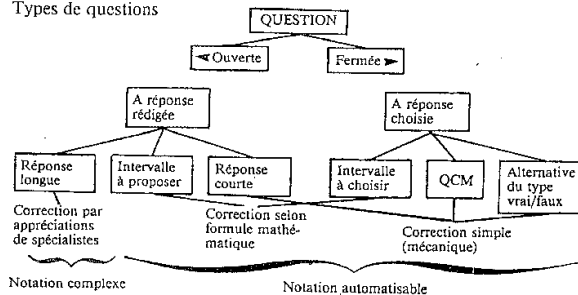 Types de questions
QUESTION
◄ Ouverte
Fermée ►
A réponse
rédigée
A réponse
choisie
Réponse
longue
Intervalle
à proposer
Réponse
courte
Intervalle
à choisir
QCM
Alternative
du type
vrai/faux
Correction par
appréciations
de spécialistes
Correction selon
formule mathé-
matique
Correction simple
(mécanique)
Notation complexe
Notation automatisable